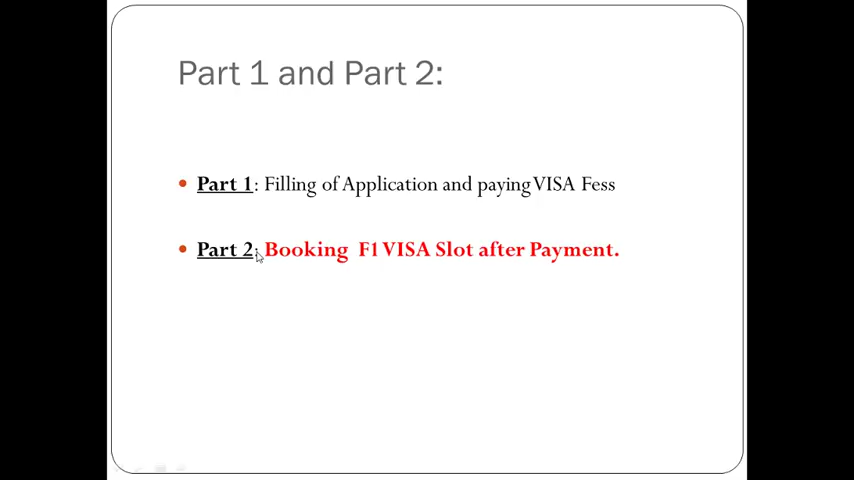 Part 1 and Part 2:
Part 1: Filling of Application and paying VISA Fess
Part 2: Booking F1 VISA Slot after Payment.